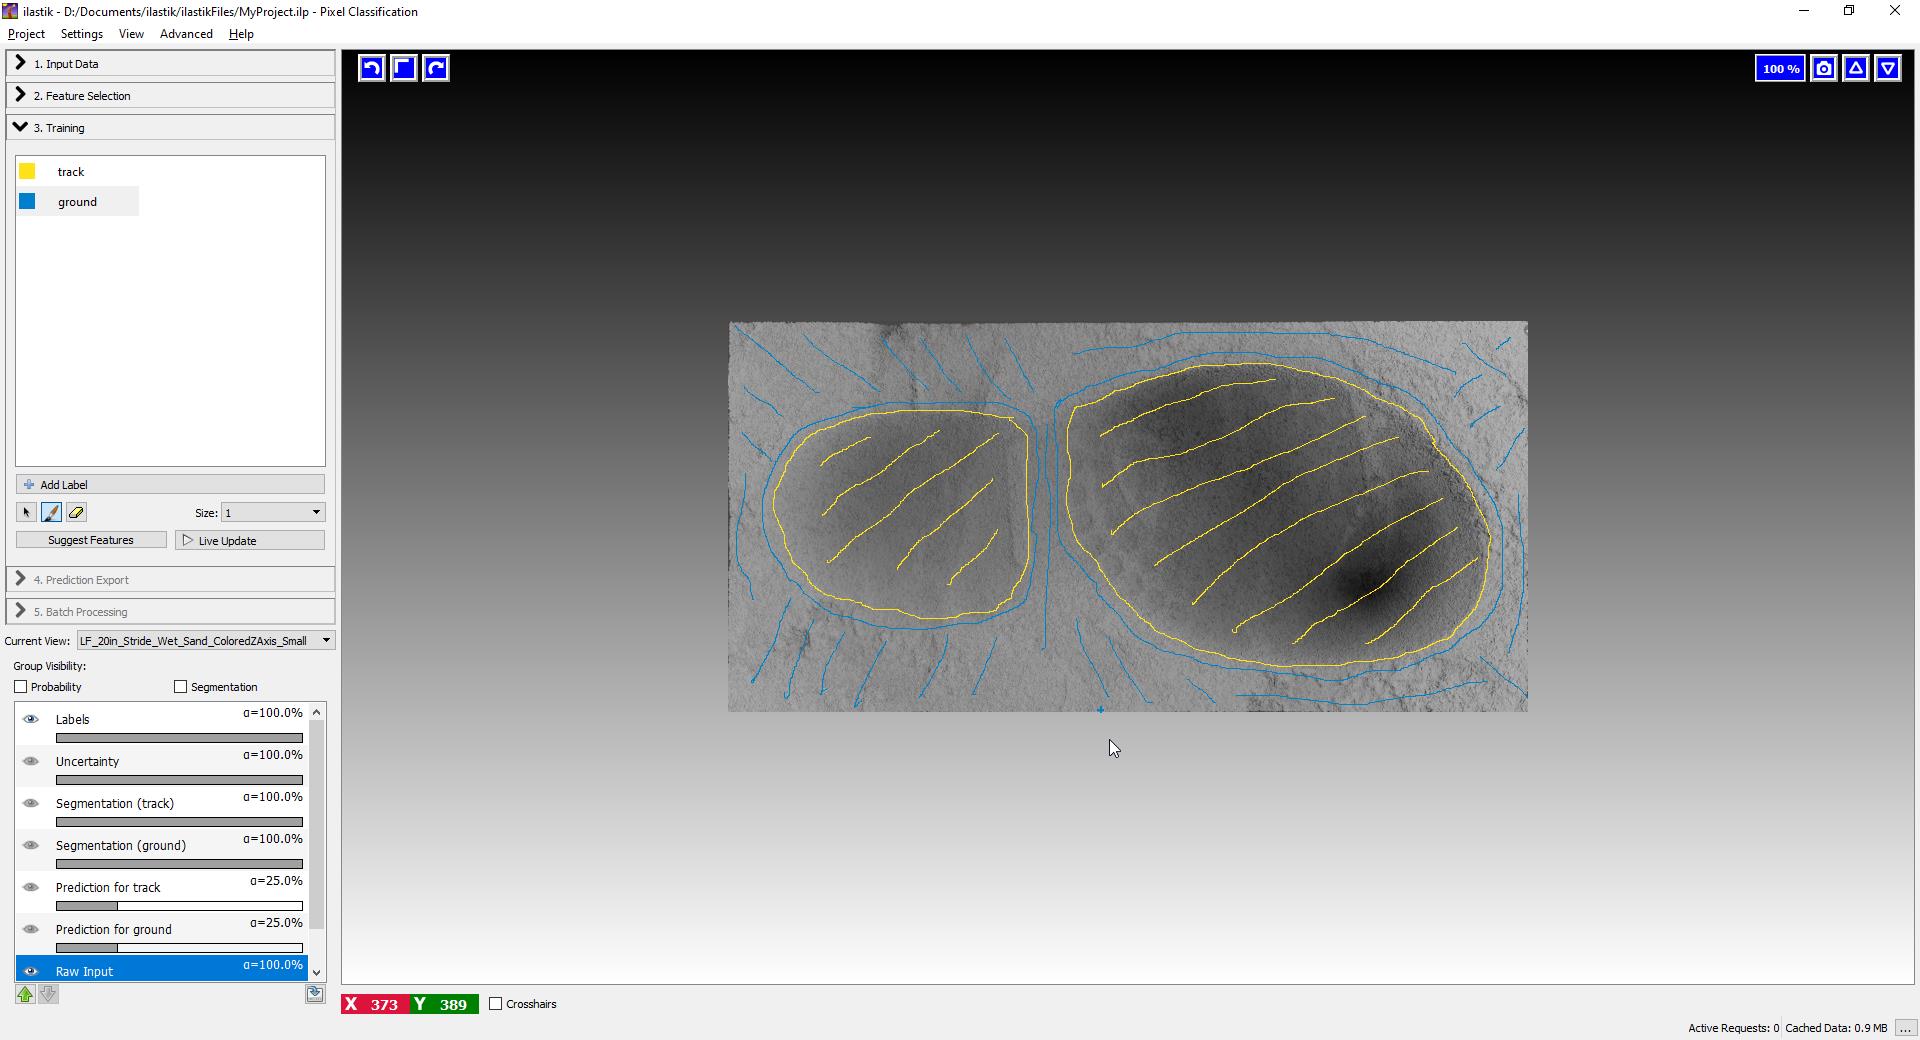 ilastik - D:/Documents/ilastik/ilastikFiles/MyProject.ilp - Pixel Classification
Project Settings View Advanced Help
1. Input Data
2. Feature Selection
3. Training
track
ground
Add Label
Size: 1
Suggest Features
Live Update
4. Prediction Export
5. Batch Processing
Current View: LF_20in_Stride_Wet_Sand_ColoredZAxis_Small
Group Visibility:
Probability
Segmentation
Labels α=100.0%
Uncertainty α=100.0%
Segmentation (track) α=100.0%
Segmentation (ground) α=100.0%
Prediction for track α=25.0%
Prediction for ground α=25.0%
Raw Input α=100.0%
100 %
X 373 Y 389 Crosshairs
Active Requests: 0 Cached Data: 0.9 MB ...